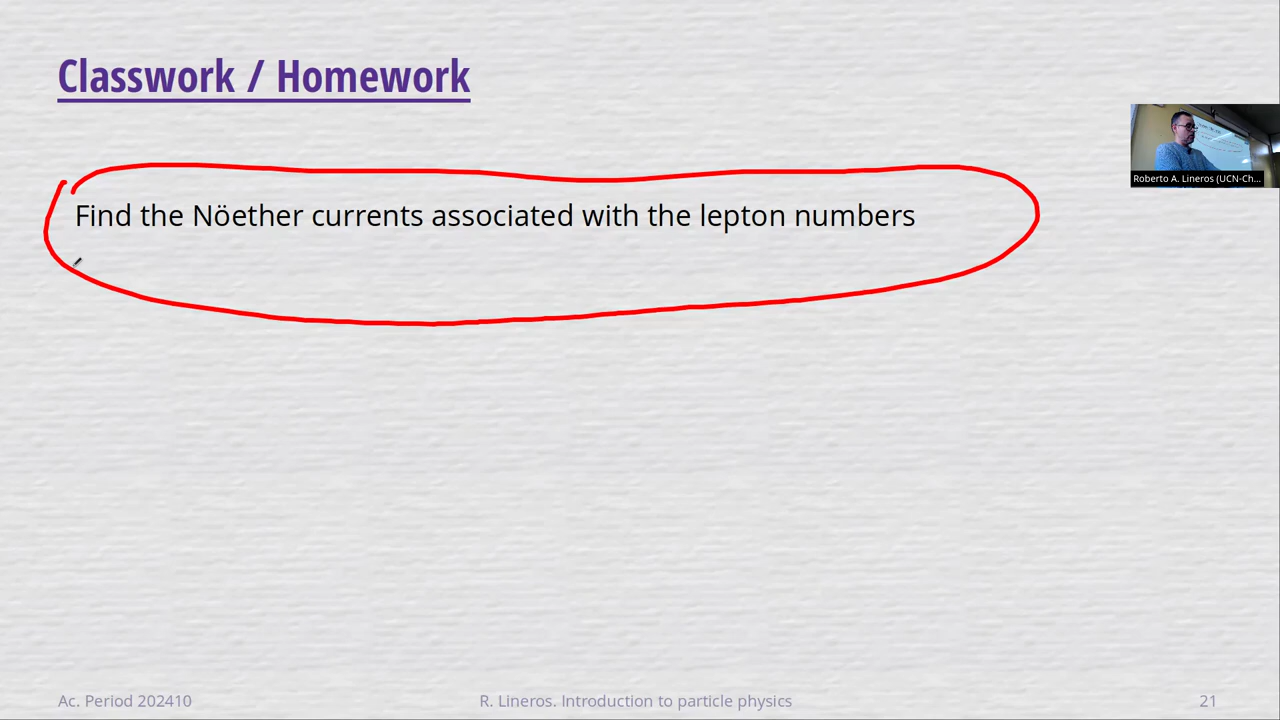 Classwork / Homework
Roberto A. Lineros (UCN-Ch...
Find the Nöether currents associated with the lepton numbers
Ac. Period 202410
R. Lineros. Introduction to particle physics
21